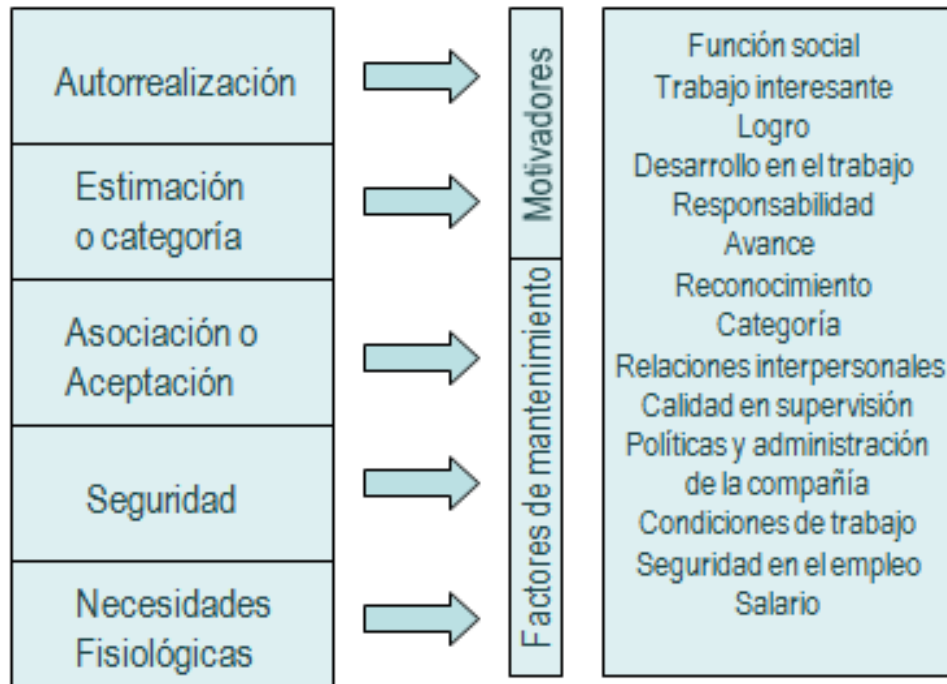 Autorrealización
Estimación
o categoría
Asociación o
Aceptación
Seguridad
Necesidades
Fisiológicas
Motivadores
Factores de mantenimiento
Función social
Trabajo interesante
Logro
Desarrollo en el trabajo
Responsabilidad
Avance
Reconocimiento
Categoría
Relaciones interpersonales
Calidad en supervisión
Políticas y administración
de la compañía
Condiciones de trabajo
Seguridad en el empleo
Salario